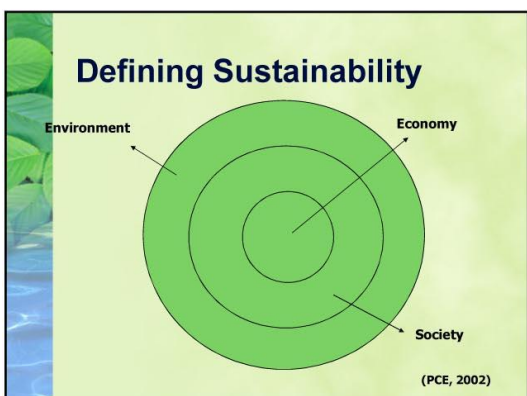 Defining Sustainability
Environment
Economy
Society
(PCE, 2002)